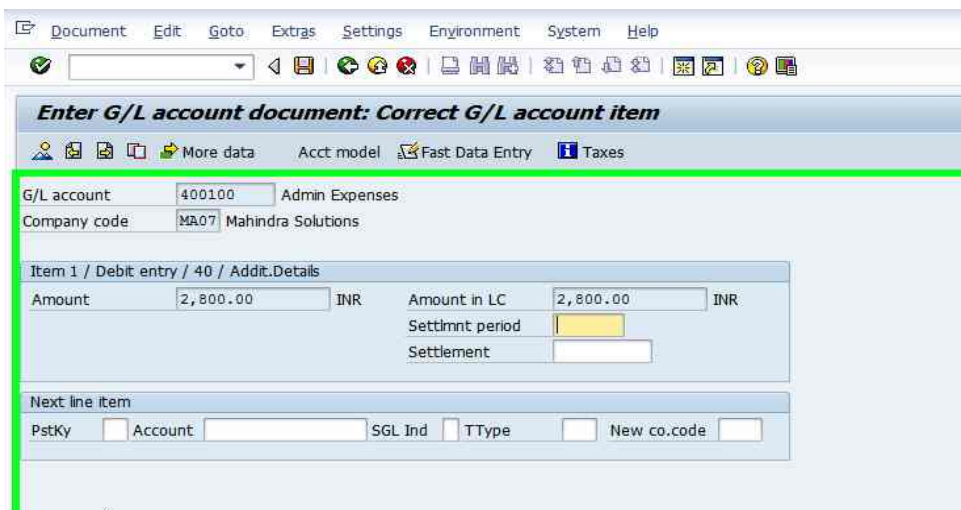 Document Edit Goto Extras Settings Environment System Help
Enter G/L account document: Correct G/L account item
More data Acct model Fast Data Entry Taxes
G/L account 400100 Admin Expenses
Company code MA07 Mahindra Solutions
Item 1 / Debit entry / 40 / Addit.Details
Amount 2,800.00 INR Amount in LC 2,800.00 INR
Settlmnt period
Settlement
Next line item
PstKy Account SGL Ind TType New co.code